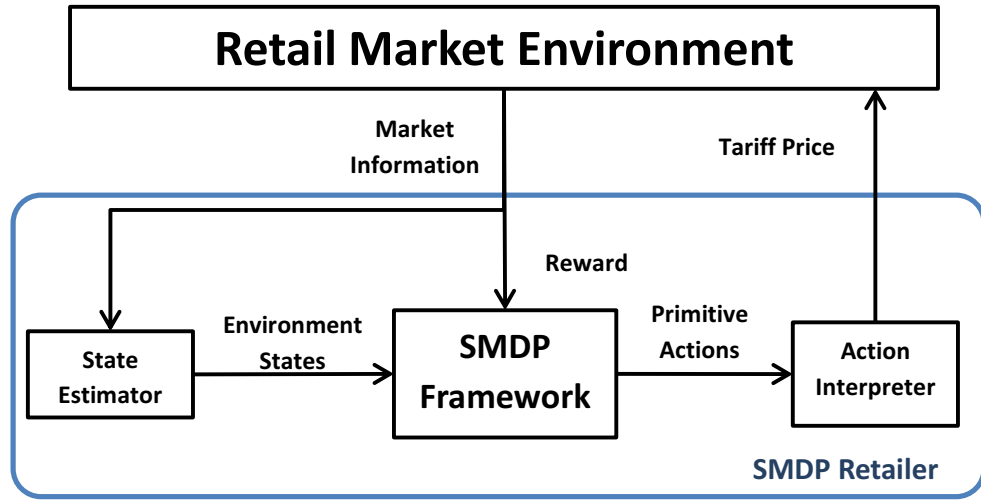 Retail Market Environment
Market
Information
Tariff Price
Reward
Environment
States
Primitive
Actions
State
Estimator
SMDP
Framework
Action
Interpreter
SMDP Retailer